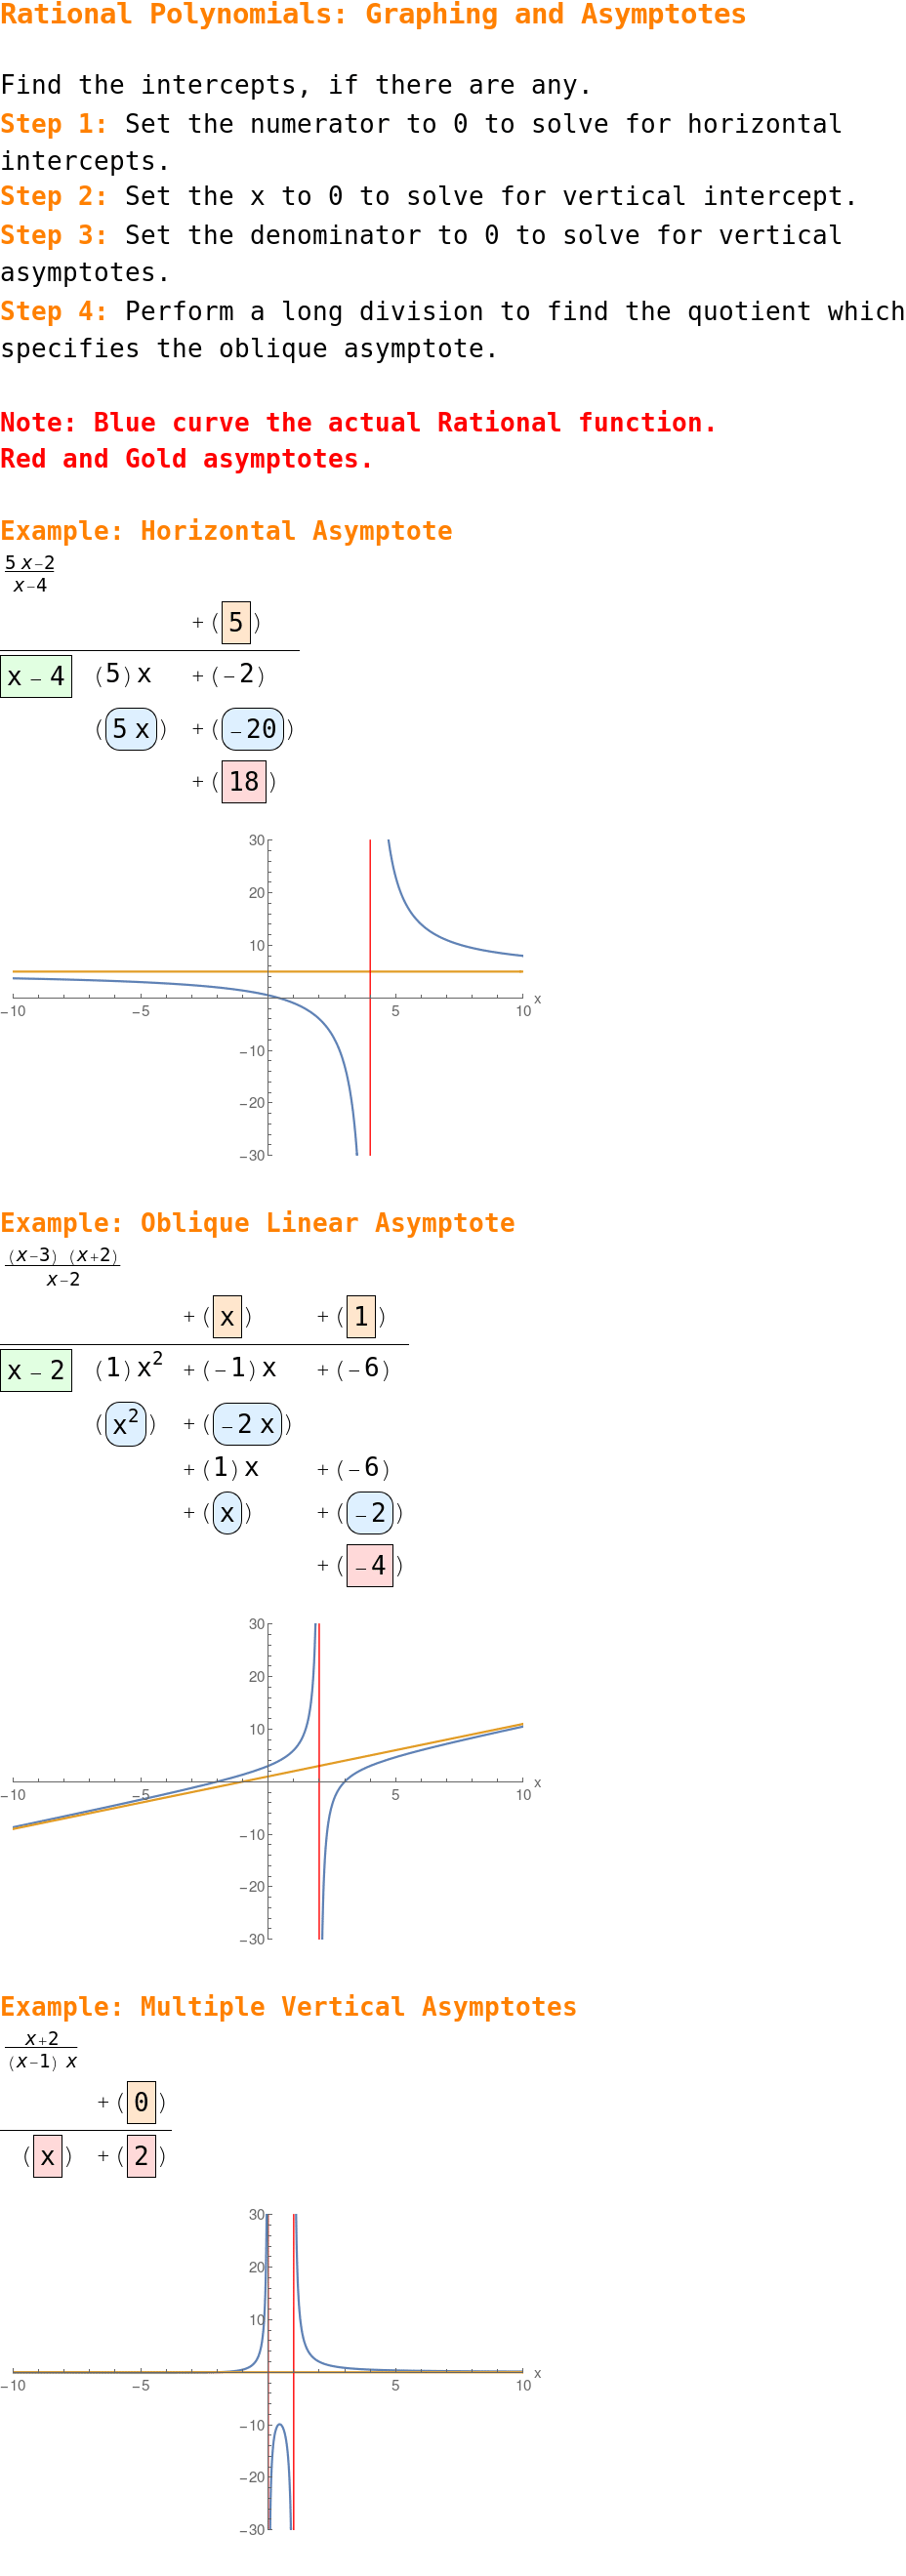 Rational Polynomials: Graphing and Asymptotes
Find the intercepts, if there are any.
Step 1: Set the numerator to 0 to solve for horizontal
intercepts.
Step 2: Set the x to 0 to solve for vertical intercept.
Step 3: Set the denominator to 0 to solve for vertical
asymptotes.
Step 4: Perform a long division to find the quotient which
specifies the oblique asymptote.
Note: Blue curve the actual Rational function.
Red and Gold asymptotes.
Example: Horizontal Asymptote
5 x−2
x−4
+ ( 5 )
x − 4 (5) x + (−2)
( 5 x ) + ( −20 )
+ ( 18 )
30
20
10
−10 −5 5 10 x
−10
−20
−30
Example: Oblique Linear Asymptote
(x−3) (x+2)
x−2
+ ( x ) + ( 1 )
x − 2 (1) x² + (−1) x + (−6)
( x² ) + ( −2 x )
+ (1) x + (−6)
+ ( x ) + ( −2 )
+ ( −4 )
30
20
10
−10 −5 5 10 x
−10
−20
−30
Example: Multiple Vertical Asymptotes
x+2
(x−1) x
+ ( 0 )
( x ) + ( 2 )
30
20
10
−10 −5 5 10 x
−10
−20
−30